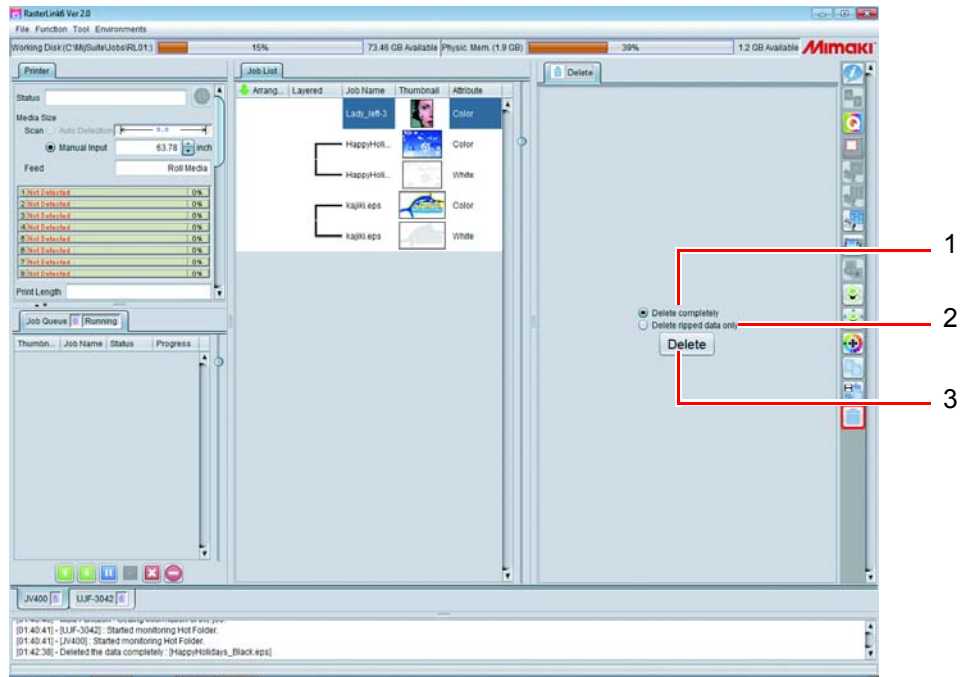 RasterLink6 Ver 2.0
File Function Tool Environments
Working Disk (C:\MijSuite\Jobs\RL01:) 15% 73.46 GB Available Physic. Mem. (1.9 GB) 39% 1.2 GB Available Mimaki
Printer
Status
Media Size
Scan Auto Detection
Manual Input 63.78 inch
Feed Roll Media
1 Not Detected 0%
2 Not Detected 0%
3 Not Detected 0%
4 Not Detected 0%
5 Not Detected 0%
6 Not Detected 0%
7 Not Detected 0%
8 Not Detected 0%
Print Length
Job Queue 0 Running
Thumbn... Job Name Status Progress
Job List
Arrang... Layered Job Name Thumbnail Attribute
Lady_left-3 Color
HappyHoli... Color
HappyHoli... White
kajiki.eps Color
kajiki.eps White
Delete
Delete completely
Delete ripped data only
Delete
1
2
3
JV400 5 UJF-3042 6
[01:40:41] - [UJF-3042] : Started monitoring Hot Folder.
[01:40:41] - [JV400] : Started monitoring Hot Folder.
[01:42:38] - Deleted the data completely : [HappyHolidays_Black.eps]